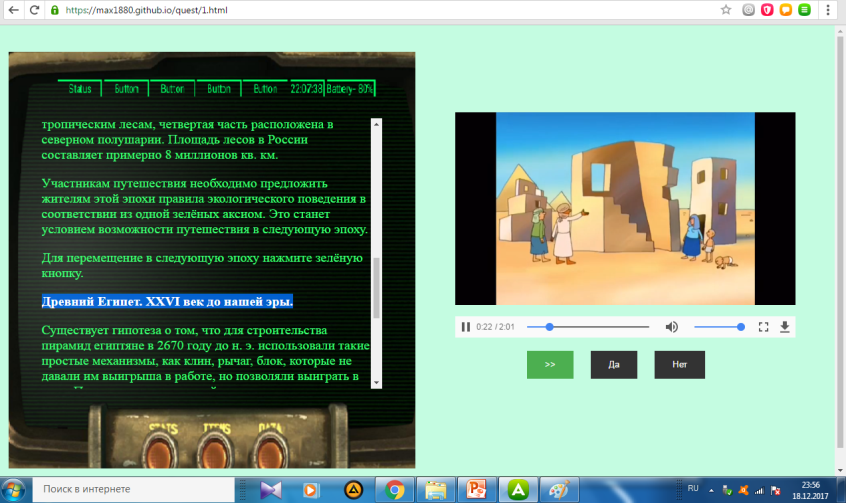 https://max1880.github.io/quest/1.html
Status Button Button Button Button 22:07:38 Battery- 80%
тропическим лесам, четвертая часть расположена в
северном полушарии. Площадь лесов в России
составляет примерно 8 миллионов кв. км.
Участникам путешествия необходимо предложить
жителям этой эпохи правила экологического поведения в
соответствии из одной зелёных аксиом. Это станет
условием возможности путешествия в следующую эпоху.
Для перемещение в следующую эпоху нажмите зелёную
кнопку.
Древний Египет. XXVI век до нашей эры.
Существует гипотеза о том, что для строительства
пирамид египтяне в 2670 году до н. э. использовали такие
простые механизмы, как клин, рычаг, блок, которые не
давали им выигрыша в работе, но позволяли выиграть в
STATS ITEMS DATA
0:22 / 2:01
>> Да Нет
Поиск в интернете
RU
23:56
18.12.2017